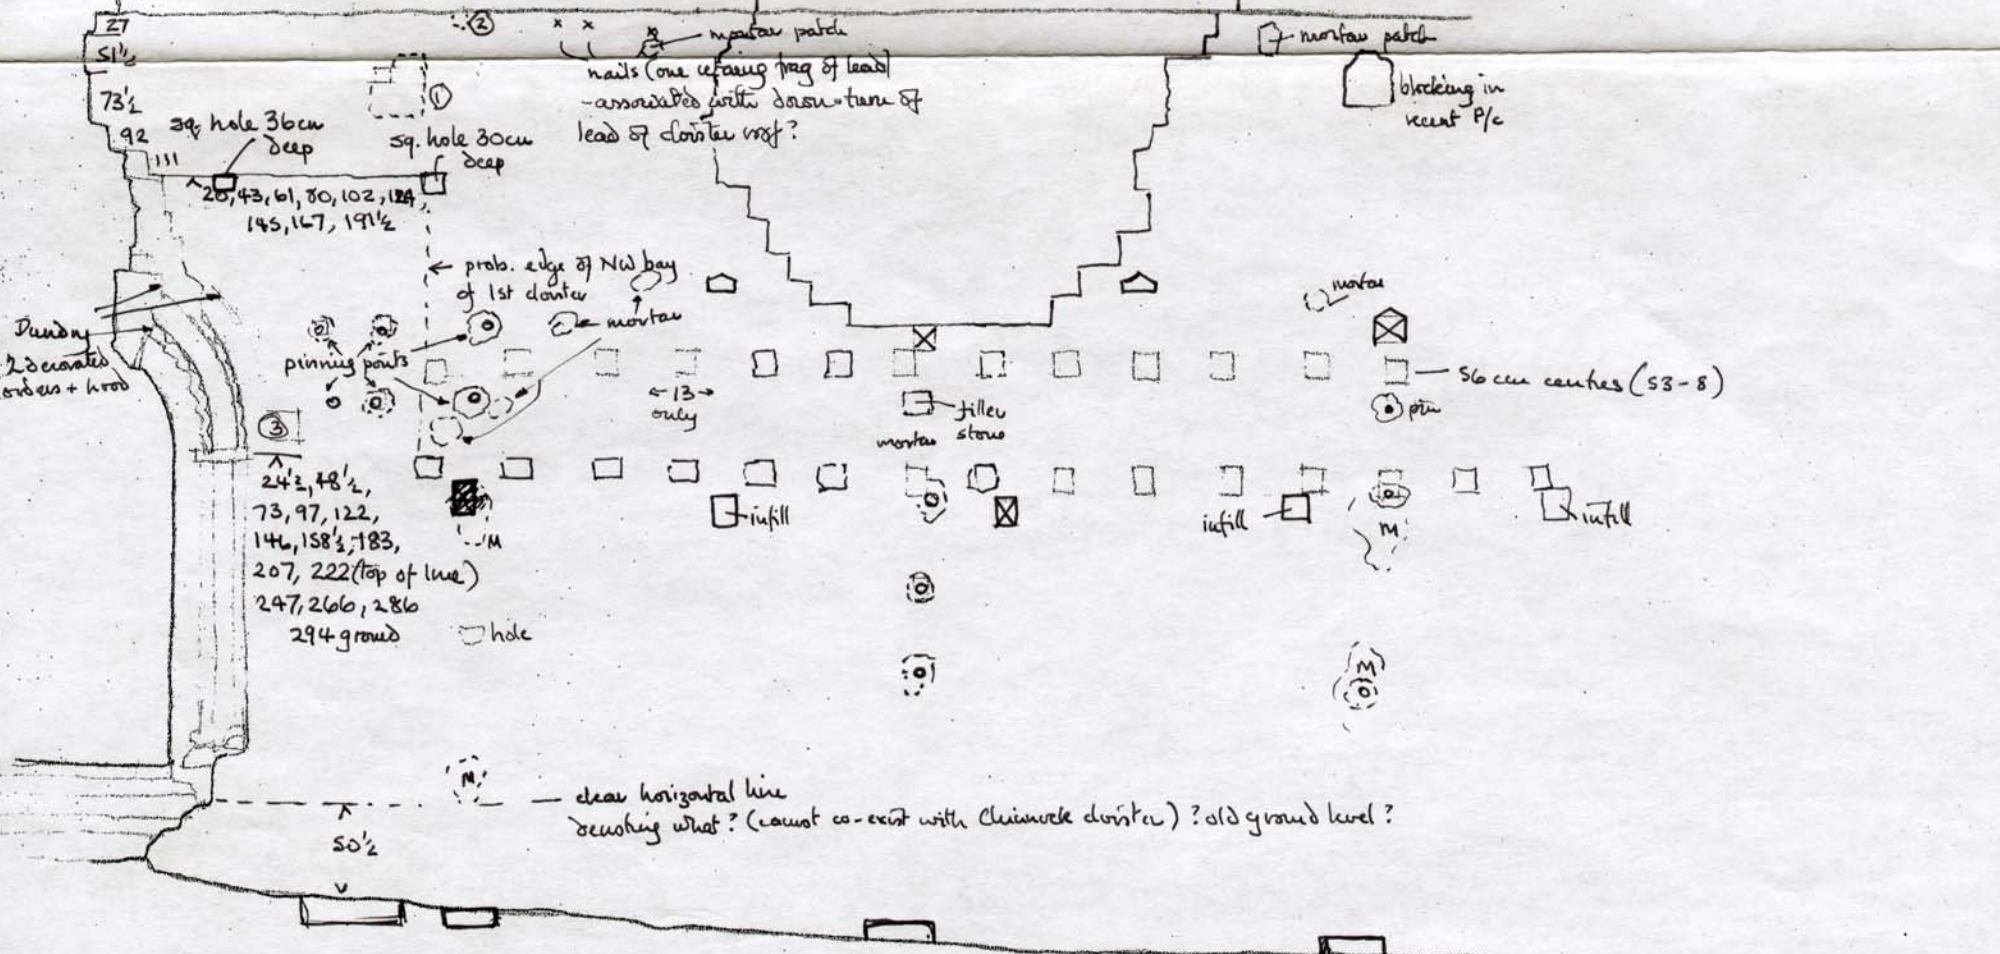 27
51½
73½
92
111
②
mortar patch
mortar patch
nails (one retaining frag of lead)
-associated with down-turn of
lead of cloister roof?
blocking in
recent P/c
①
sq. hole 36cm
deep
sq. hole 30cm
deep
20,43,61,80,102,124,
145,167,191½
← prob. edge of NW bay
of 1st cloister
mortar
mortar
Dundry
2 decorated
orders + hood
pinning points
←13→
only
56 cm centres (53-8)
pin
filler
stone
mortar
③
24½,48½,
73,97,122,
146,158½,183,
207, 222 (top of line)
247,266,286
294 ground
M
infill
infill
M
infill
hole
M
M
clear horizontal line
denoting what? (cannot co-exist with Chinnock cloister) ? old ground level?
50½